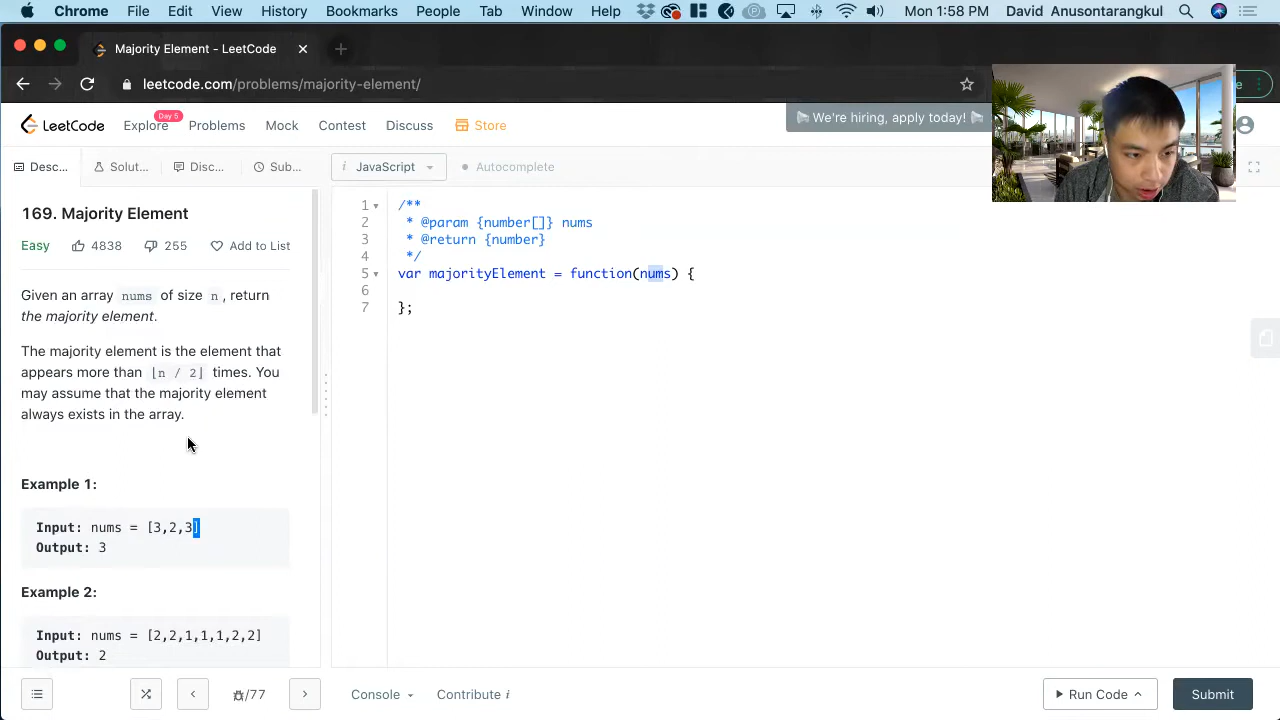 Chrome File Edit View History Bookmarks People Tab Window Help Mon 1:58 PM David Anusontarangkul
Majority Element - LeetCode
leetcode.com/problems/majority-element/
LeetCode Explore Day 5 Problems Mock Contest Discuss Store We're hiring, apply today!
Desc... Solut... Disc... Sub... i JavaScript Autocomplete
169. Majority Element
Easy 4838 255 Add to List
Given an array nums of size n, return
the majority element.
The majority element is the element that
appears more than ⌊n / 2⌋ times. You
may assume that the majority element
always exists in the array.
Example 1:
Input: nums = [3,2,3]
Output: 3
Example 2:
Input: nums = [2,2,1,1,1,2,2]
Output: 2
1 /**
2 * @param {number[]} nums
3 * @return {number}
4 */
5 var majorityElement = function(nums) {
6
7 };
/77 Console Contribute i Run Code Submit